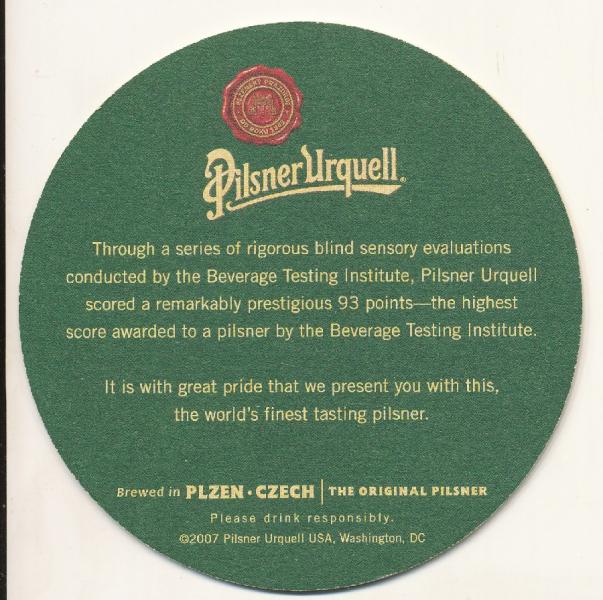 Pilsner Urquell®
Through a series of rigorous blind sensory evaluations
conducted by the Beverage Testing Institute, Pilsner Urquell
scored a remarkably prestigious 93 points—the highest
score awarded to a pilsner by the Beverage Testing Institute.
It is with great pride that we present you with this,
the world's finest tasting pilsner.
Brewed in PLZEN · CZECH | THE ORIGINAL PILSNER
Please drink responsibly.
©2007 Pilsner Urquell USA, Washington, DC